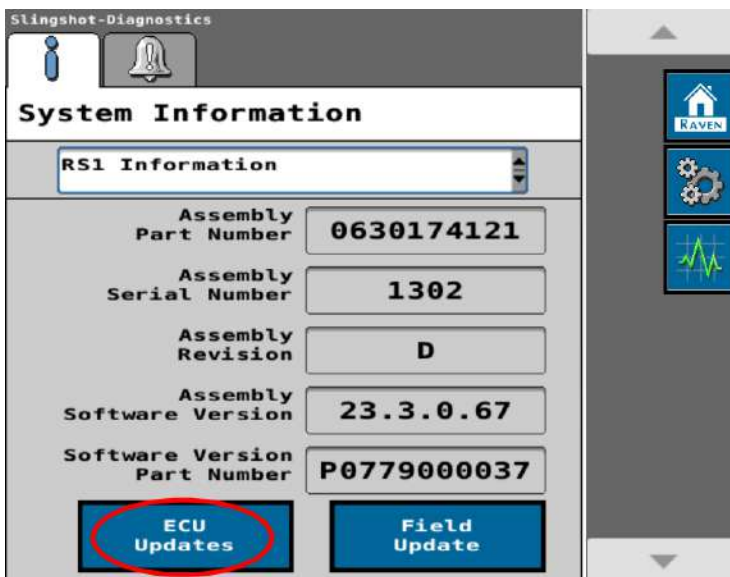 Slingshot-Diagnostics
System Information
RAVEN
RS1 Information
Assembly
Part Number
0630174121
Assembly
Serial Number
1302
Assembly
Revision
D
Assembly
Software Version
23.3.0.67
Software Version
Part Number
P0779000037
ECU
Updates
Field
Update